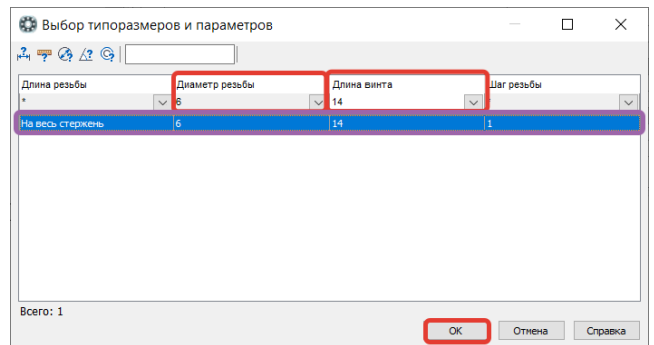 Выбор типоразмеров и параметров
Длина резьбы Диаметр резьбы Длина винта Шаг резьбы
* 6 14 *
На весь стержень 6 14 1
Всего: 1
ОК Отмена Справка